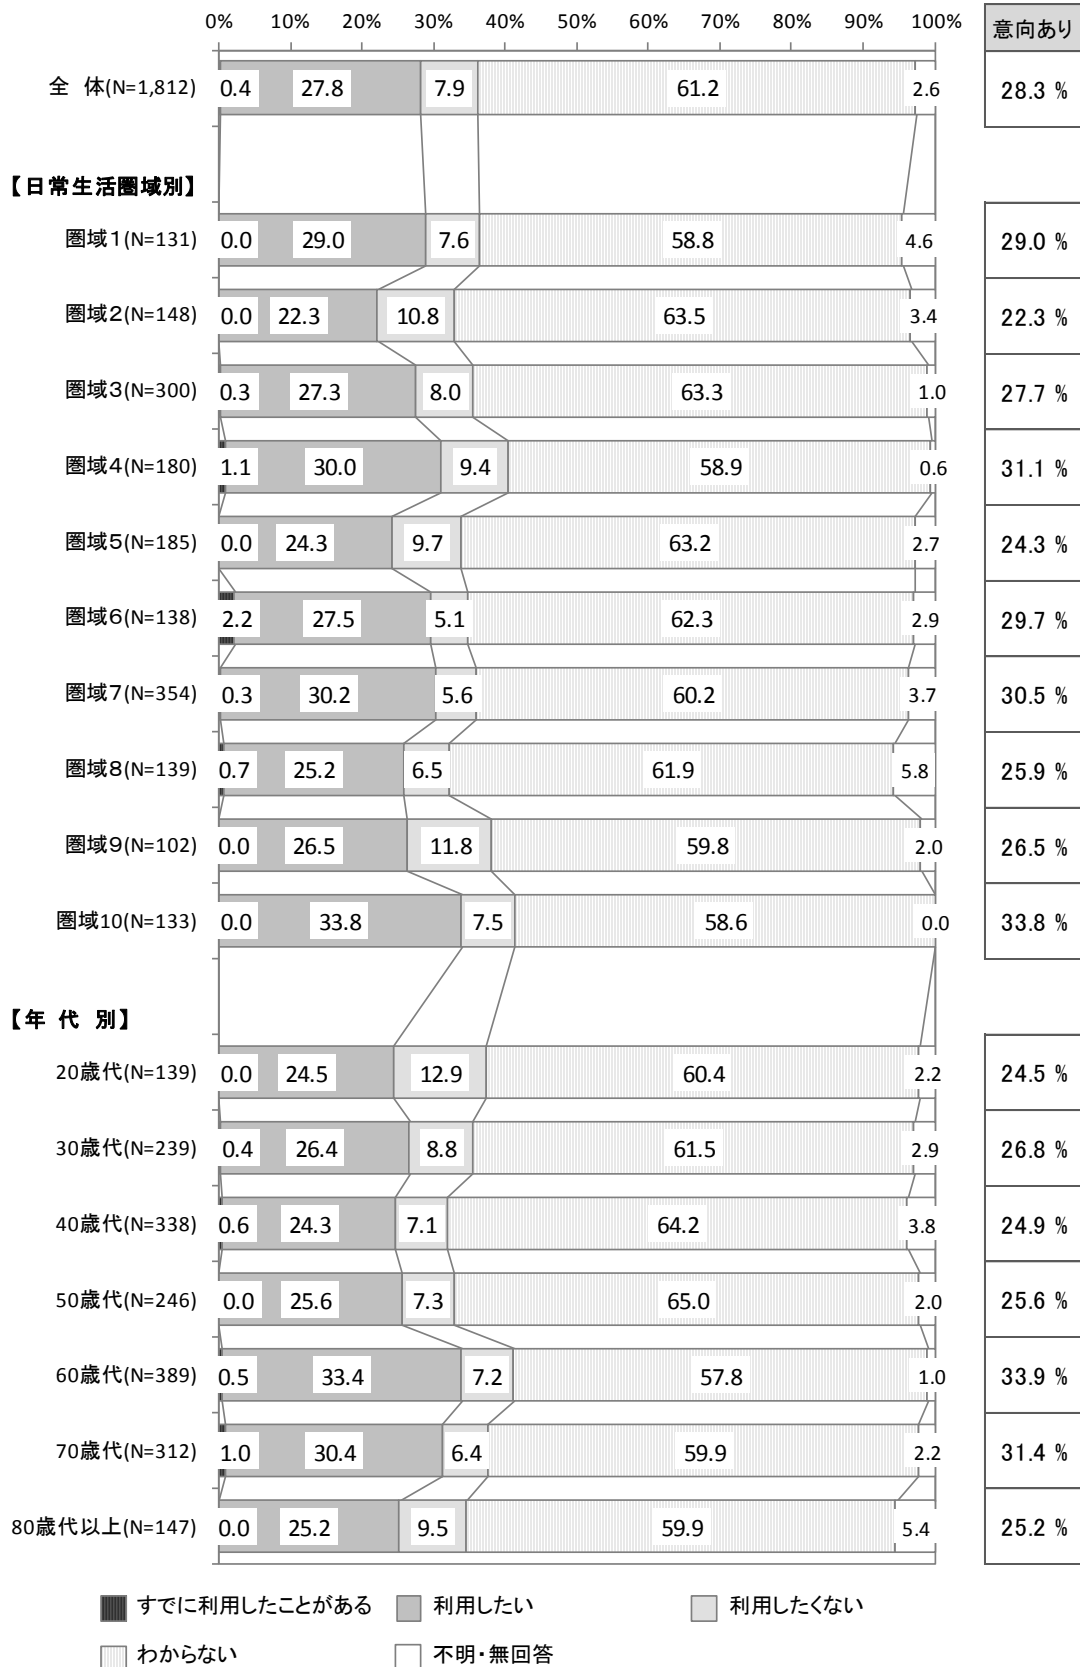 0% 10% 20% 30% 40% 50% 60% 70% 80% 90% 100% 意向あり
全 体(N=1,812) 0.4 27.8 7.9 61.2 2.6 28.3 %
【日常生活圏域別】
圏域1(N=131) 0.0 29.0 7.6 58.8 4.6 29.0 %
圏域2(N=148) 0.0 22.3 10.8 63.5 3.4 22.3 %
圏域3(N=300) 0.3 27.3 8.0 63.3 1.0 27.7 %
圏域4(N=180) 1.1 30.0 9.4 58.9 0.6 31.1 %
圏域5(N=185) 0.0 24.3 9.7 63.2 2.7 24.3 %
圏域6(N=138) 2.2 27.5 5.1 62.3 2.9 29.7 %
圏域7(N=354) 0.3 30.2 5.6 60.2 3.7 30.5 %
圏域8(N=139) 0.7 25.2 6.5 61.9 5.8 25.9 %
圏域9(N=102) 0.0 26.5 11.8 59.8 2.0 26.5 %
圏域10(N=133) 0.0 33.8 7.5 58.6 0.0 33.8 %
【年 代 別】
20歳代(N=139) 0.0 24.5 12.9 60.4 2.2 24.5 %
30歳代(N=239) 0.4 26.4 8.8 61.5 2.9 26.8 %
40歳代(N=338) 0.6 24.3 7.1 64.2 3.8 24.9 %
50歳代(N=246) 0.0 25.6 7.3 65.0 2.0 25.6 %
60歳代(N=389) 0.5 33.4 7.2 57.8 1.0 33.9 %
70歳代(N=312) 1.0 30.4 6.4 59.9 2.2 31.4 %
80歳代以上(N=147) 0.0 25.2 9.5 59.9 5.4 25.2 %
すでに利用したことがある 利用したい 利用したくない
わからない 不明・無回答